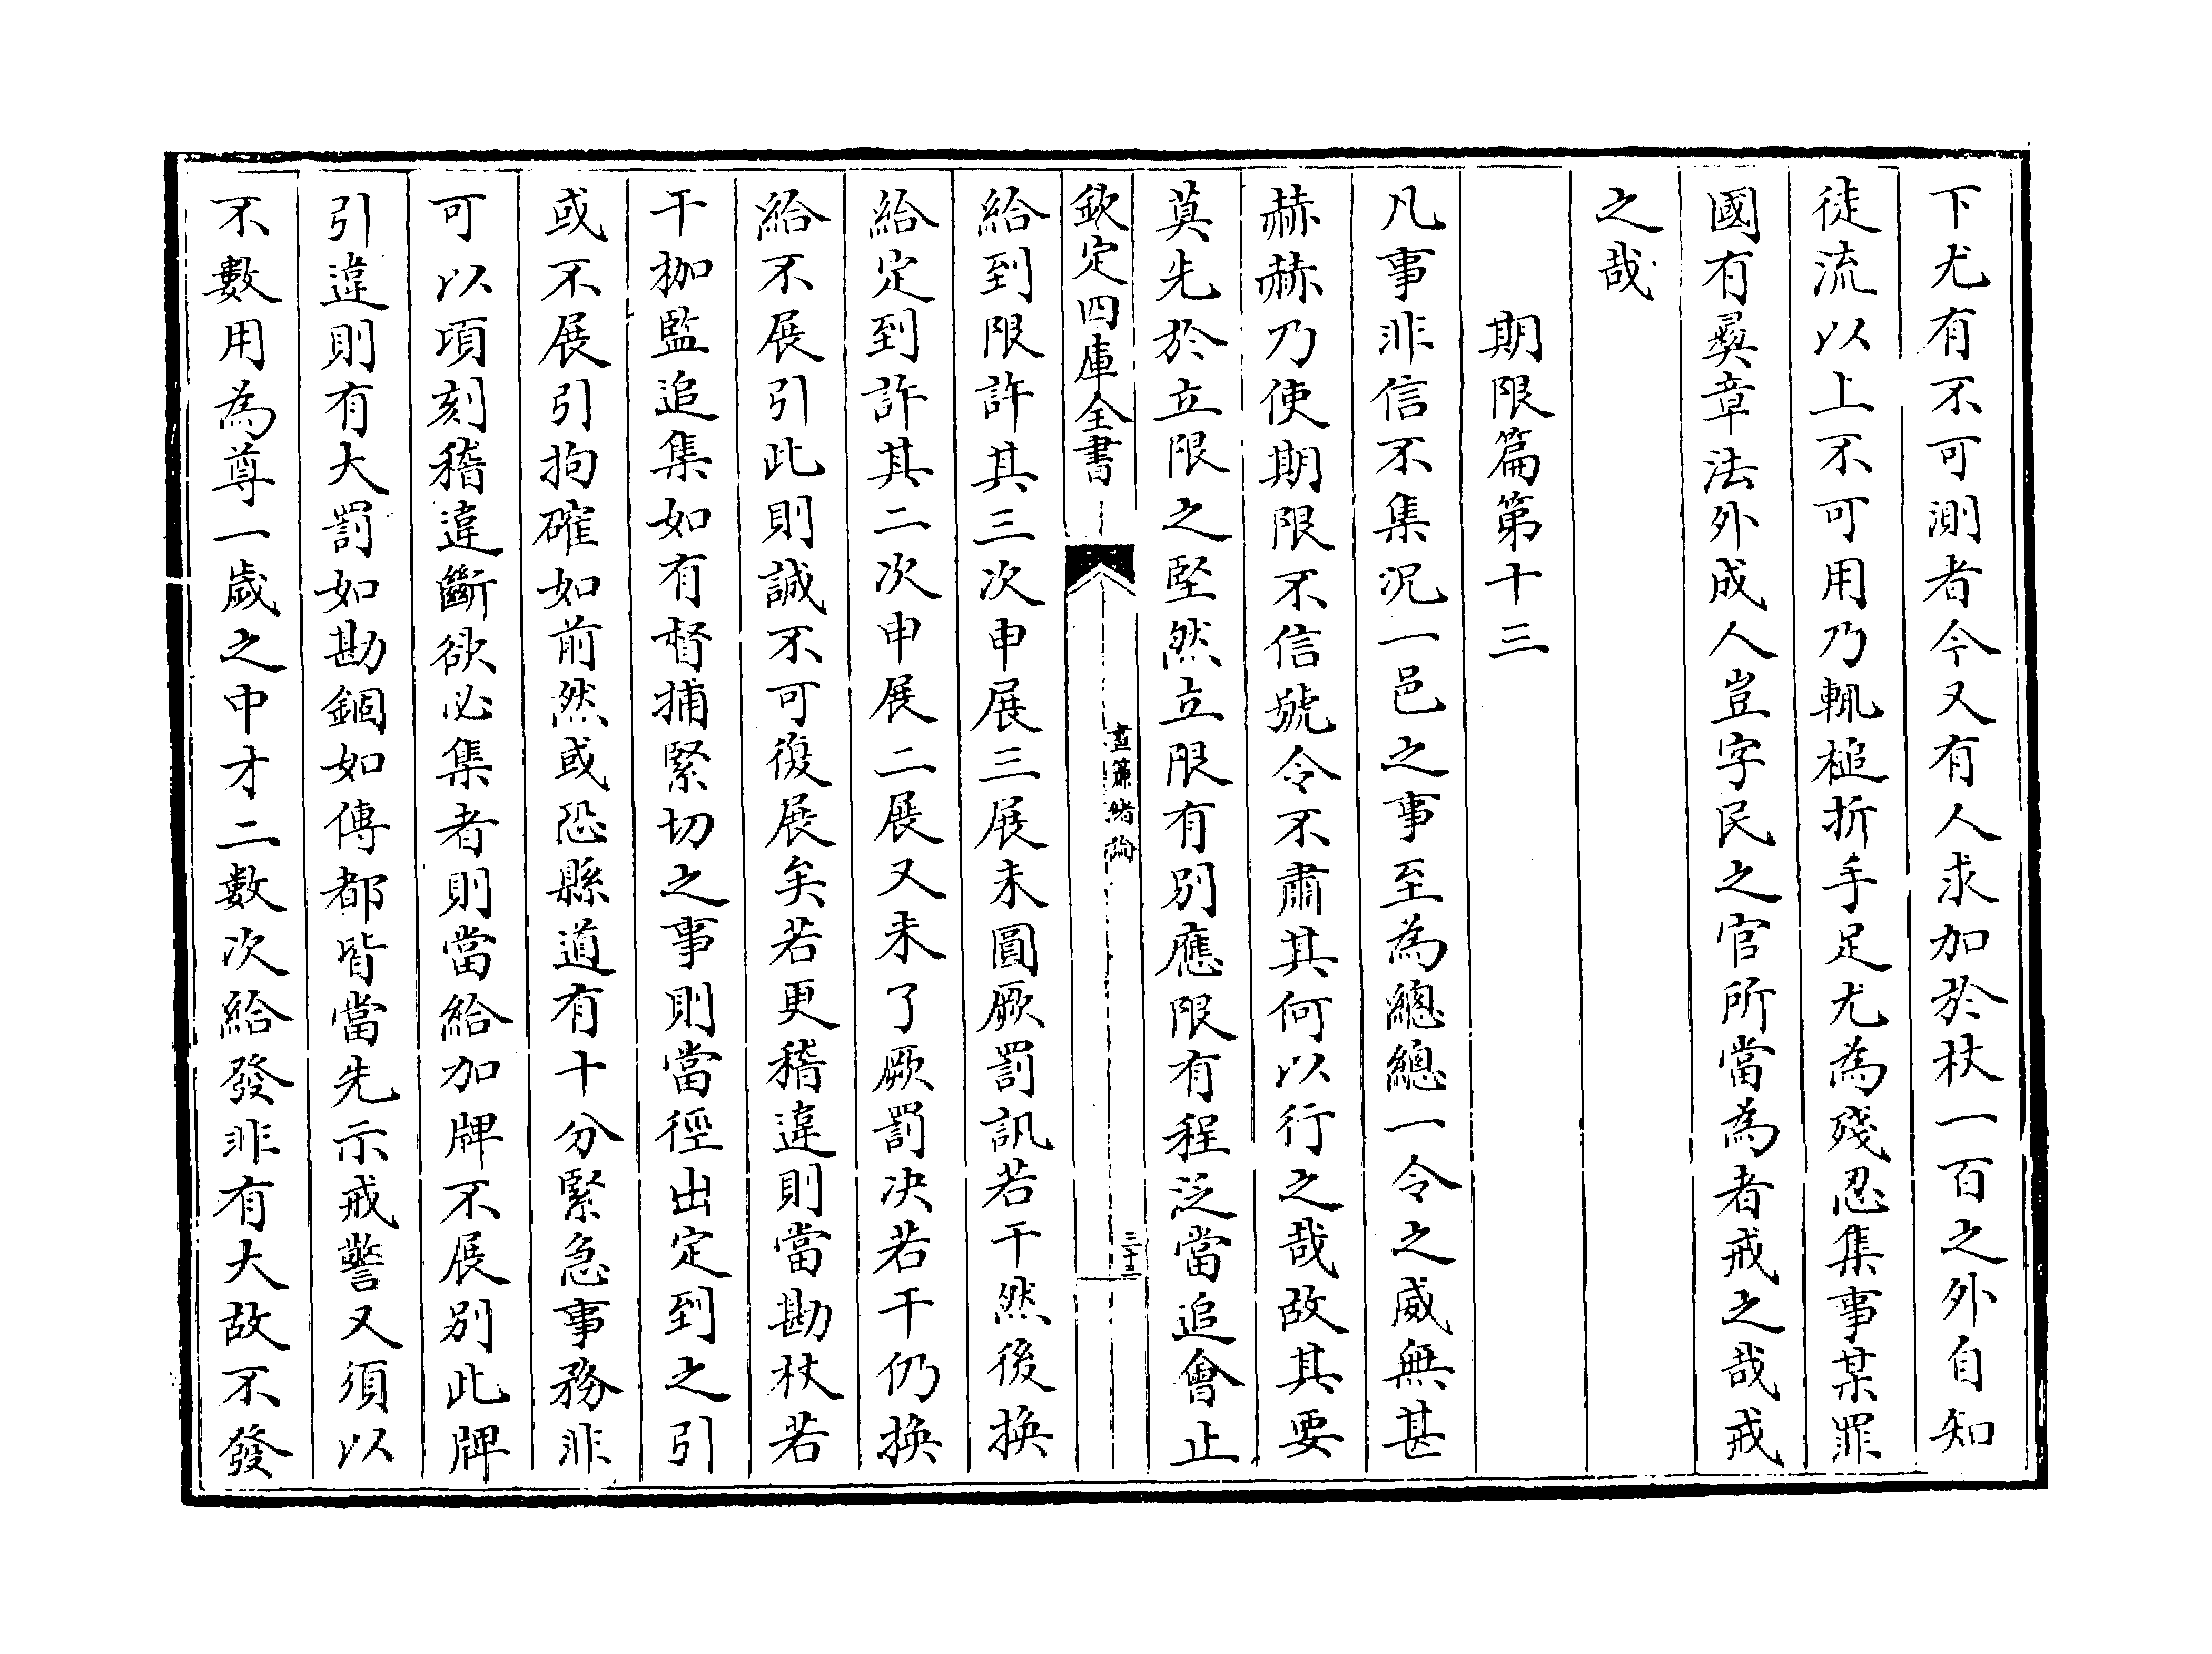 下尤有不可測者今又有人求加於杖一百之外自知
徒流以上不可用乃輒槌折手足尤為殘忍集事某罪
國有彛章法外成人豈字民之官所當為者戒之哉戒
之哉
期限篇第十三
凡事非信不集況一邑之事至為總總一令之威無甚
赫赫乃使期限不信號令不肅其何以行之哉故其要
莫先於立限之堅然立限有别應限有程泛當追會止
欽定四庫全書
晝簾緒論
三十三
給到限許其三次申展三展未圓厥罰訊若干然後換
給定到許其二次申展二展又未了厥罰决若干仍换
給不展引此則誠不可復展矣若更稽違則當勘杖若
干枷監追集如有督捕緊切之事則當徑出定到之引
或不展引拘確如前然或恐縣道有十分緊急事務非
可以頃刻稽違斷欲必集者則當給加牌不展别此牌
引違則有大罰如勘錮如傳都皆當先示戒警又須以
不數用為尊一歲之中才二數次給發非有大故不發